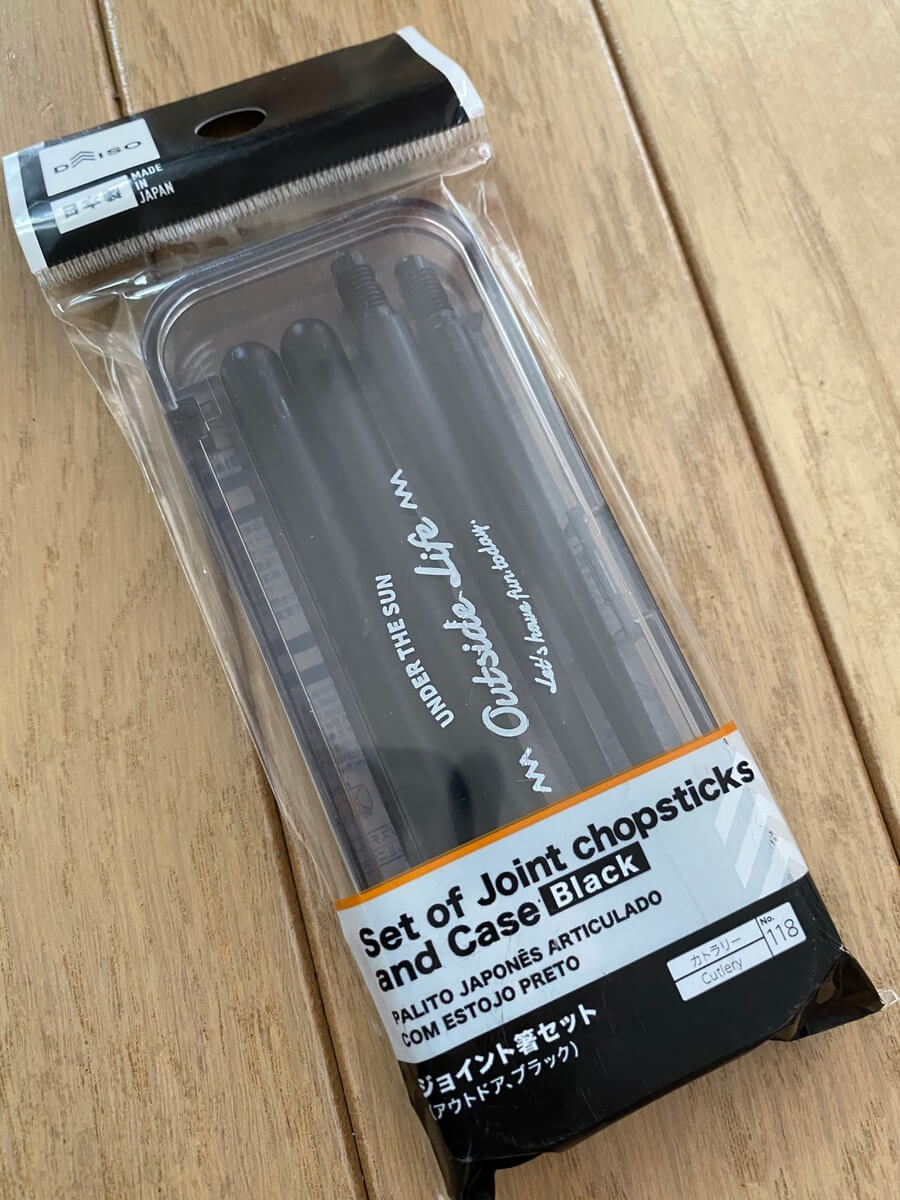 DAISO
MADE
IN
JAPAN
日本製
UNDER THE SUN
Outside Life
Let's have fun today.
Set of Joint chopsticks
and Case Black
PALITO JAPONÊS ARTICULADO
COM ESTOJO PRETO
カトラリー
Cutlery
No.
118
ジョイント箸セット
(アウトドア、ブラック)